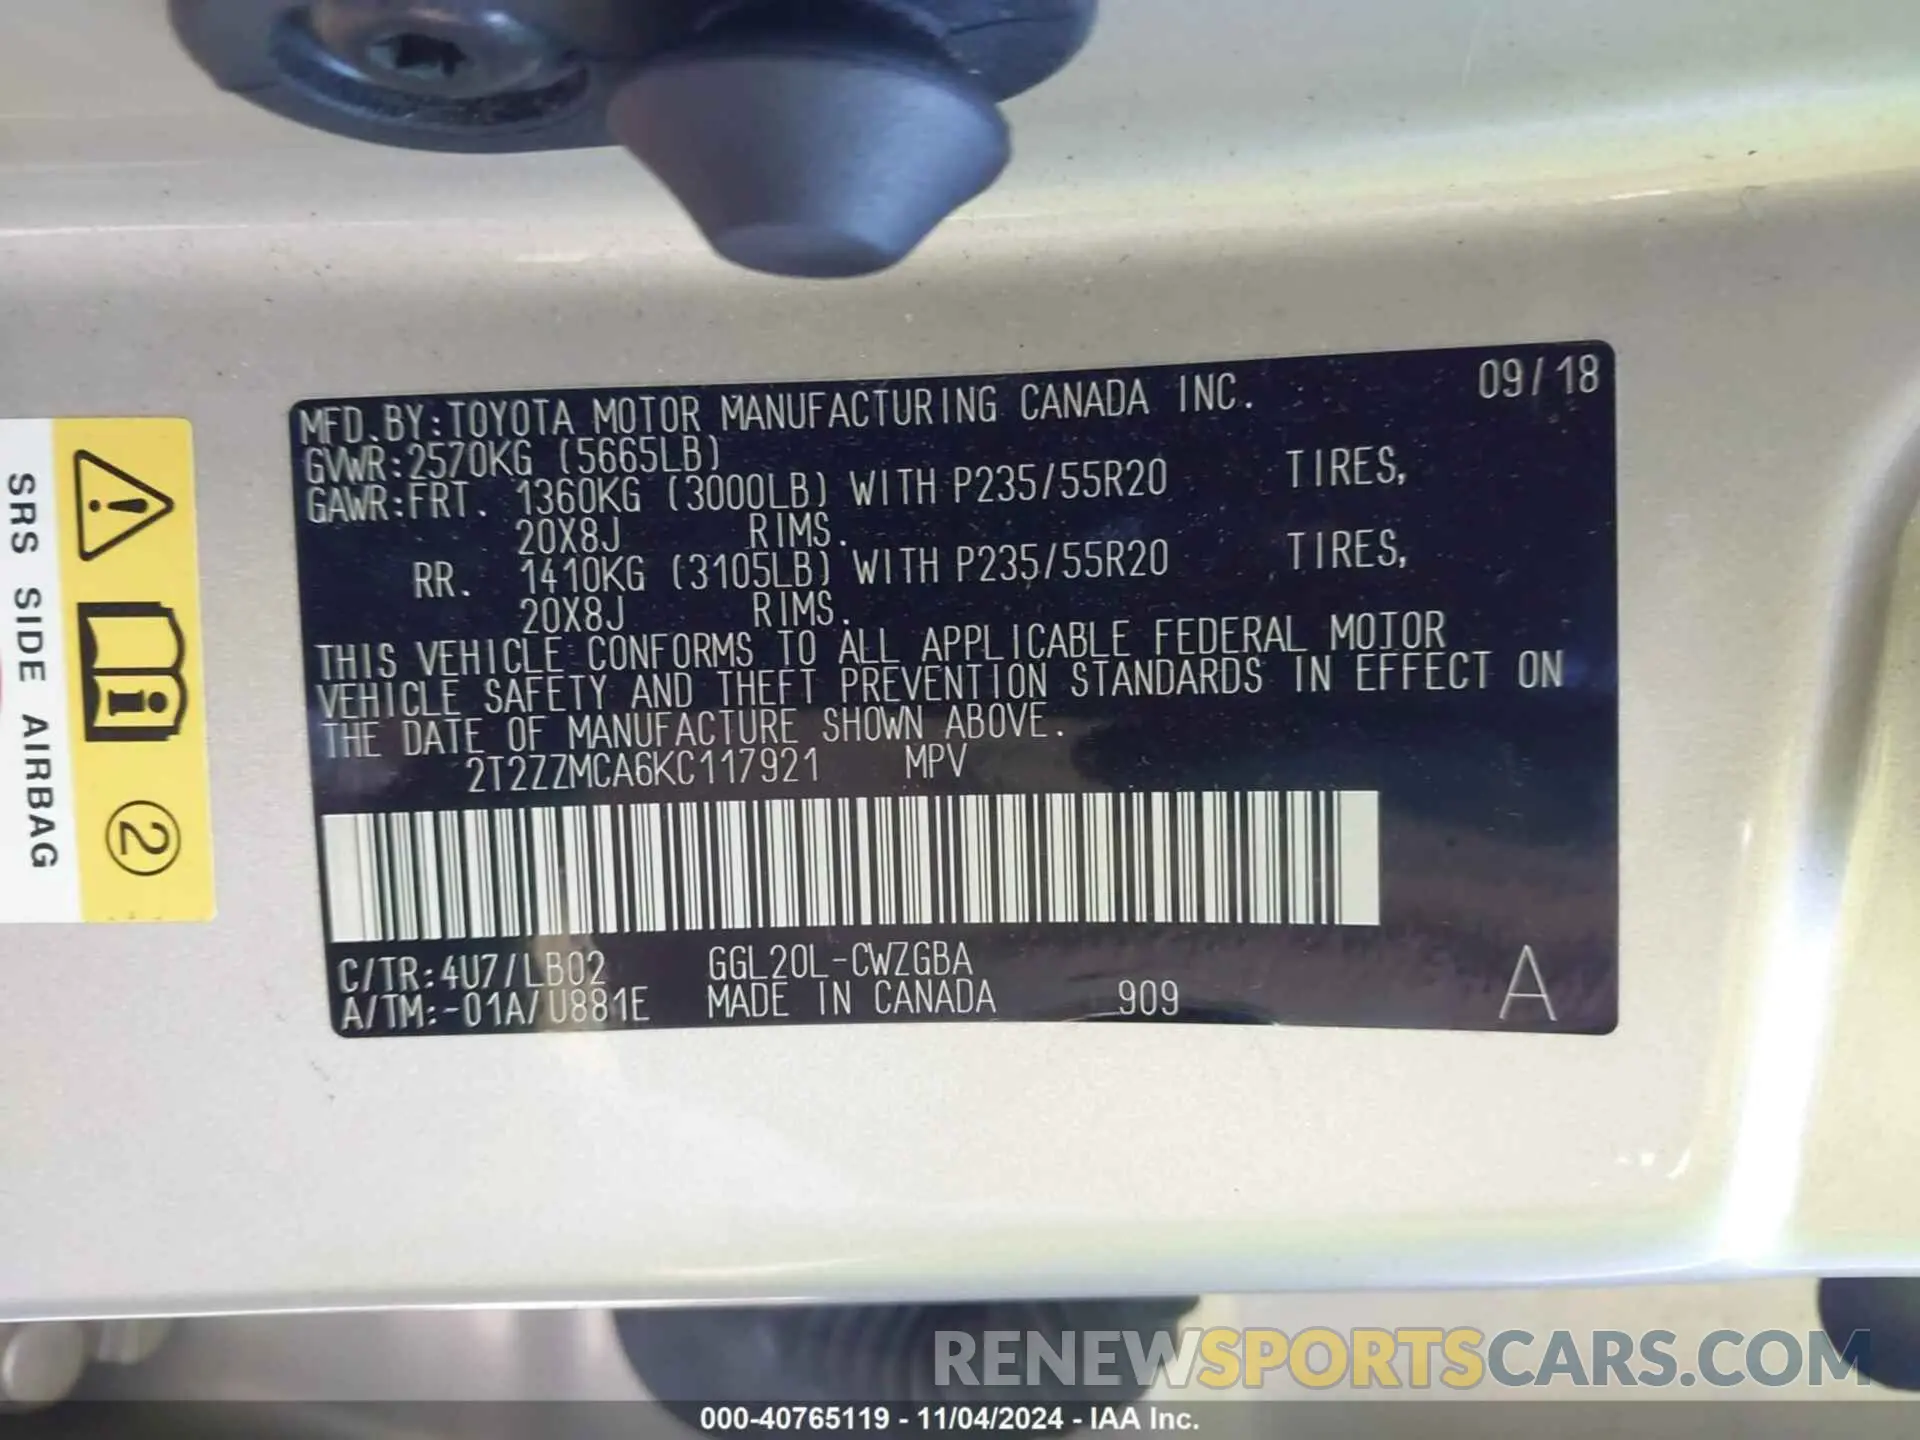 MFD.BY:TOYOTA MOTOR MANUFACTURING CANADA INC. 09/18
GVWR:2570KG (5665LB)
GAWR:FRT. 1360KG (3000LB) WITH P235/55R20 TIRES,
20X8J RIMS.
RR. 1410KG (3105LB) WITH P235/55R20 TIRES,
20X8J RIMS.
THIS VEHICLE CONFORMS TO ALL APPLICABLE FEDERAL MOTOR
VEHICLE SAFETY AND THEFT PREVENTION STANDARDS IN EFFECT ON
THE DATE OF MANUFACTURE SHOWN ABOVE.
2T2ZZMCA6KC117921 MPV
C/TR:4U7/LB02 GGL20L-CWZGBA
A/TM:-01A/U881E MADE IN CANADA 909 A
SRS SIDE AIRBAG
2
RENEWSPORTSCARS.COM
000-40765119 - 11/04/2024 - IAA Inc.